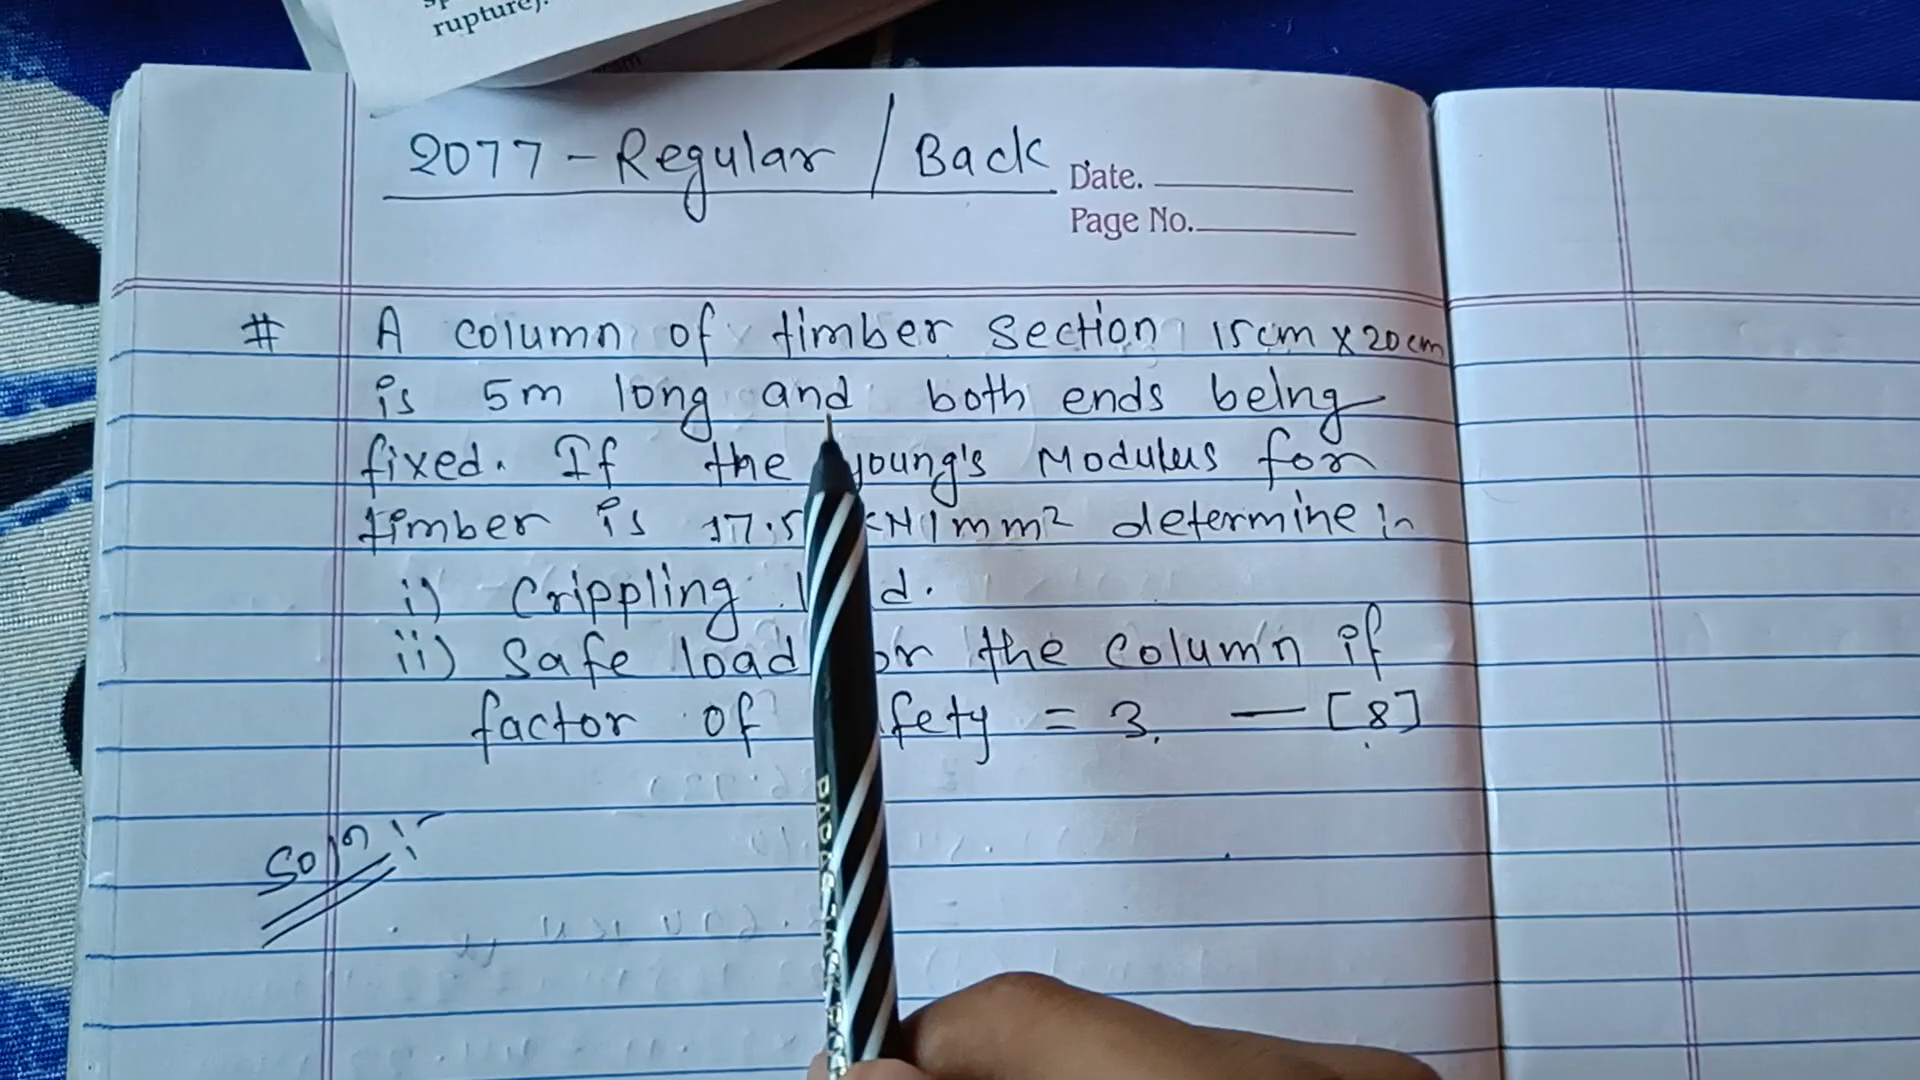 rupture).
2077 - Regular / Back
Date.
Page No.
# A column of timber section 15cm x 20cm
is 5m long and both ends being
fixed. If the young's Modulus for
timber is 17.5 KN/mm² determine in
i) Crippling d.
ii) Safe load the column if
factor of fety = 3. — [8]
Soln:-